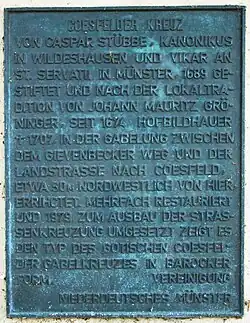 COESFELDER KREUZ
VON CASPAR STÜBBE, KANONIKUS
IN WILDESHAUSEN UND VIKAR AN
ST. SERVATI IN MÜNSTER, 1689 GE-
STIFTET UND NACH DER LOKALTRA-
DITION VON JOHANN MAURITZ GRÖ-
NINGER, SEIT 1674 HOFBILDHAUER
+ 1707, IN DER GABELUNG ZWISCHEN
DEM GIEVENBECKER WEG UND DER
LANDSTRASSE NACH COESFELD,
ETWA 30 M NORDWESTLICH VON HIER,
ERRICHTET. MEHRFACH RESTAURIERT
UND 1979 ZUM AUSBAU DER STRAS-
SENKREUZUNG UMGESETZT ZEIGT ES
DEN TYP DES GOTISCHEN COESFEL-
DER GABELKREUZES IN BAROCKER
FORM. VEREINIGUNG
NIEDERDEUTSCHES MÜNSTER